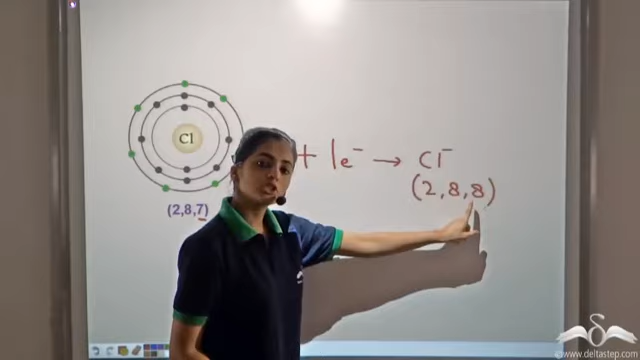 Cl + 1e⁻ → Cl⁻
(2,8,7)
(2,8,8)
©www.deltastep.com